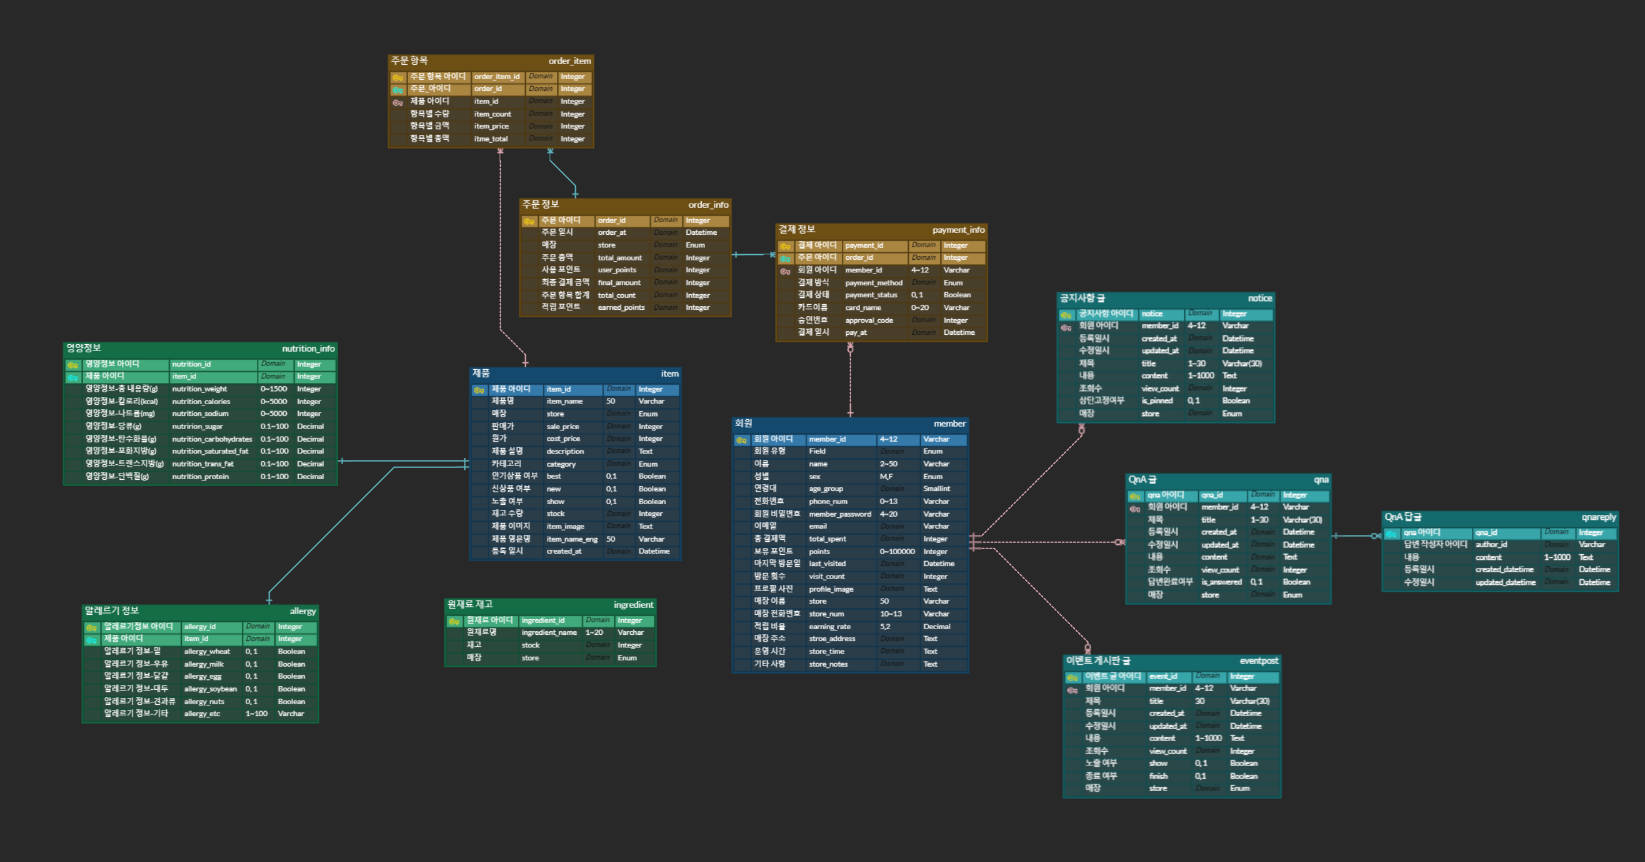 주문 항목 order_item
주문 항목 아이디 order_item_id Domain Integer
주문_아이디 order_id Domain Integer
제품 아이디 item_id Domain Integer
항목별 수량 item_count Domain Integer
항목별 금액 item_price Domain Integer
항목별 총액 itme_total Domain Integer
주문 정보 order_info
주문 아이디 order_id Domain Integer
주문 일시 order_at Domain Datetime
매장 store Domain Enum
주문 총액 total_amount Domain Integer
사용 포인트 user_points Domain Integer
최종 결제 금액 final_amount Domain Integer
주문 항목 합계 total_count Domain Integer
적립 포인트 earned_points Domain Integer
결제 정보 payment_info
결제 아이디 payment_id Domain Integer
주문 아이디 order_id Domain Integer
회원 아이디 member_id 4~12 Varchar
결제 방식 payment_method Domain Enum
결제 상태 payment_status 0, 1 Boolean
카드이름 card_name 0~20 Varchar
승인번호 approval_code Domain Integer
결제 일시 pay_at Domain Datetime
공지사항 글 notice
공지사항 아이디 notice Domain Integer
회원 아이디 member_id 4~12 Varchar
등록일시 created_at Domain Datetime
수정일시 updated_at Domain Datetime
제목 title 1~30 Varchar(30)
내용 content 1~1000 Text
조회수 view_count Domain Integer
상단고정여부 is_pinned 0, 1 Boolean
매장 store Domain Enum
영양정보 nutrition_info
영양정보 아이디 nutrition_id Domain Integer
제품 아이디 item_id Domain Integer
영양정보-총 내용량(g) nutrition_weight 0~1500 Integer
영양정보-칼로리(kcal) nutrition_calories 0~5000 Integer
영양정보-나트륨(mg) nutrition_sodium 0~5000 Integer
영양정보-당류(g) nutririon_sugar 0.1~100 Decimal
영양정보-탄수화물(g) nutrition_carbohydrates 0.1~100 Decimal
영양정보-포화지방(g) nutrition_saturated_fat 0.1~100 Decimal
영양정보-트랜스지방(g) nutrition_trans_fat 0.1~100 Decimal
영양정보-단백질(g) nutrition_protein 0.1~100 Decimal
제품 item
제품 아이디 item_id Domain Integer
제품명 item_name 50 Varchar
매장 store Domain Enum
판매가 sale_price Domain Integer
원가 cost_price Domain Integer
제품 설명 description Domain Text
카테고리 category Domain Enum
인기상품 여부 best 0,1 Boolean
신상품 여부 new 0,1 Boolean
노출 여부 show 0,1 Boolean
재고 수량 stock Domain Integer
제품 이미지 item_image Domain Text
제품 영문명 item_name_eng 50 Varchar
등록 일시 created_at Domain Datetime
회원 member
회원 아이디 member_id 4~12 Varchar
회원 유형 Field Domain Enum
이름 name 2~50 Varchar
성별 sex M,F Enum
연령대 age_group Domain Smallint
전화번호 phone_num 0~13 Varchar
회원 비밀번호 member_password 4~20 Varchar
이메일 email Domain Varchar
총 결제액 total_spent Domain Integer
보유 포인트 points 0~100000 Integer
마지막 방문일 last_visited Domain Datetime
방문 횟수 visit_count Domain Integer
프로필 사진 profile_image Domain Text
매장 이름 store 50 Varchar
매장 전화번호 store_num 10~13 Varchar
적립 비율 earning_rate 5,2 Decimal
매장 주소 stroe_address Domain Text
운영 시간 store_time Domain Text
기타 사항 store_notes Domain Text
QnA 글 qna
qna 아이디 qna_id Domain Integer
회원 아이디 member_id 4~12 Varchar
제목 title 1~30 Varchar(30)
등록일시 created_at Domain Datetime
수정일시 updated_at Domain Datetime
내용 content Domain Text
조회수 view_count Domain Integer
답변완료여부 is_answered 0, 1 Boolean
매장 store Domain Enum
QnA 답글 qnareply
qna 아이디 qna_id Domain Integer
답변 작성자 아이디 author_id Domain Varchar
내용 content 1~1000 Text
등록일시 created_datetime Domain Datetime
수정일시 updated_datetime Domain Datetime
알레르기 정보 allergy
알레르기정보 아이디 allergy_id Domain Integer
제품 아이디 item_id Domain Integer
알레르기 정보-밀 allergy_wheat 0, 1 Boolean
알레르기 정보-우유 allergy_milk 0, 1 Boolean
알레르기 정보-달걀 allergy_egg 0, 1 Boolean
알레르기 정보-대두 allergy_soybean 0, 1 Boolean
알레르기 정보-견과류 allergy_nuts 0, 1 Boolean
알레르기 정보-기타 allergy_etc 1~100 Varchar
원재료 재고 ingredient
원재료 아이디 ingredient_id Domain Integer
원재료명 ingredient_name 1~20 Varchar
재고 stock Domain Integer
매장 store Domain Enum
이벤트 게시판 글 eventpost
이벤트 글 아이디 event_id Domain Integer
회원 아이디 member_id 4~12 Varchar
제목 title 30 Varchar(30)
등록일시 created_at Domain Datetime
수정일시 updated_at Domain Datetime
내용 content 1~1000 Text
조회수 view_count Domain Integer
노출 여부 show 0, 1 Boolean
종료 여부 finish 0,1 Boolean
매장 store Domain Enum